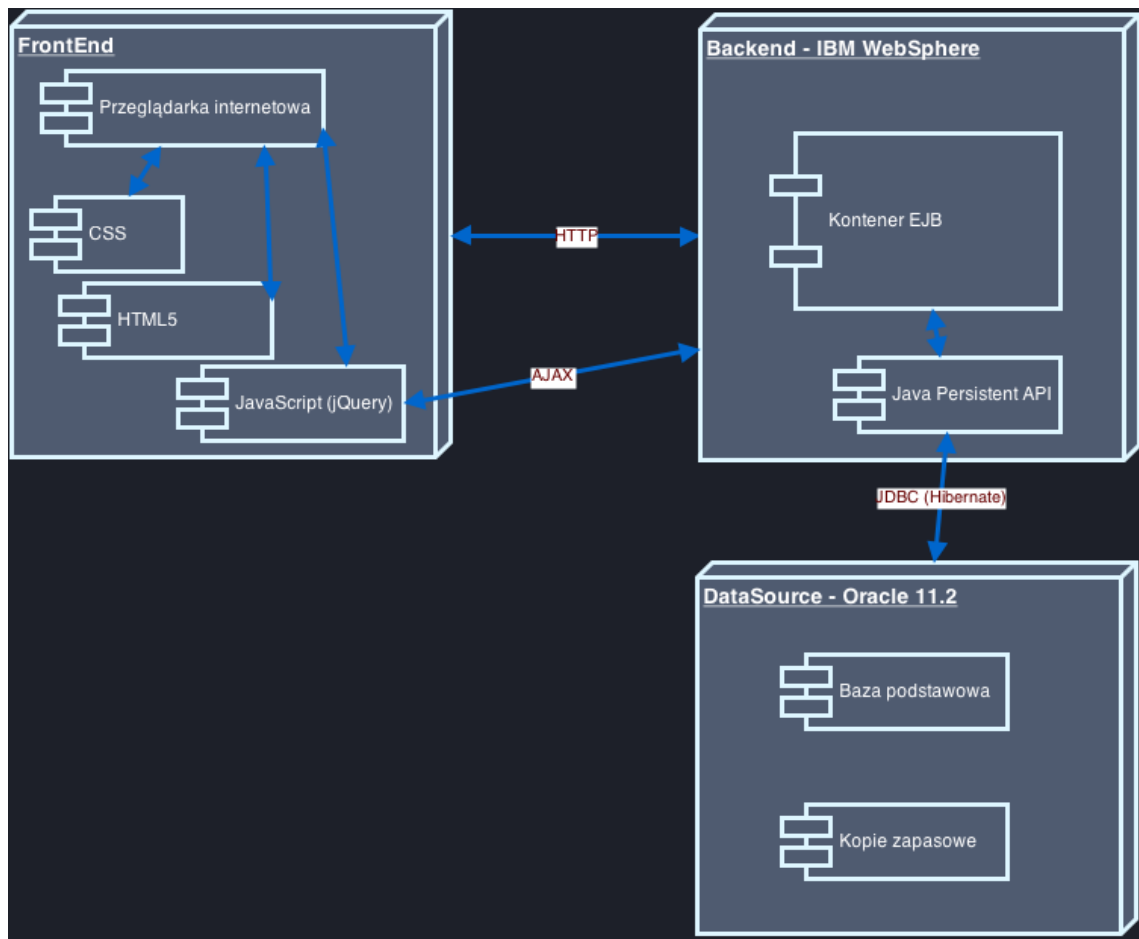 FrontEnd
Przeglądarka internetowa
CSS
HTML5
JavaScript (jQuery)
HTTP
AJAX
Backend - IBM WebSphere
Kontener EJB
Java Persistent API
JDBC (Hibernate)
DataSource - Oracle 11.2
Baza podstawowa
Kopie zapasowe